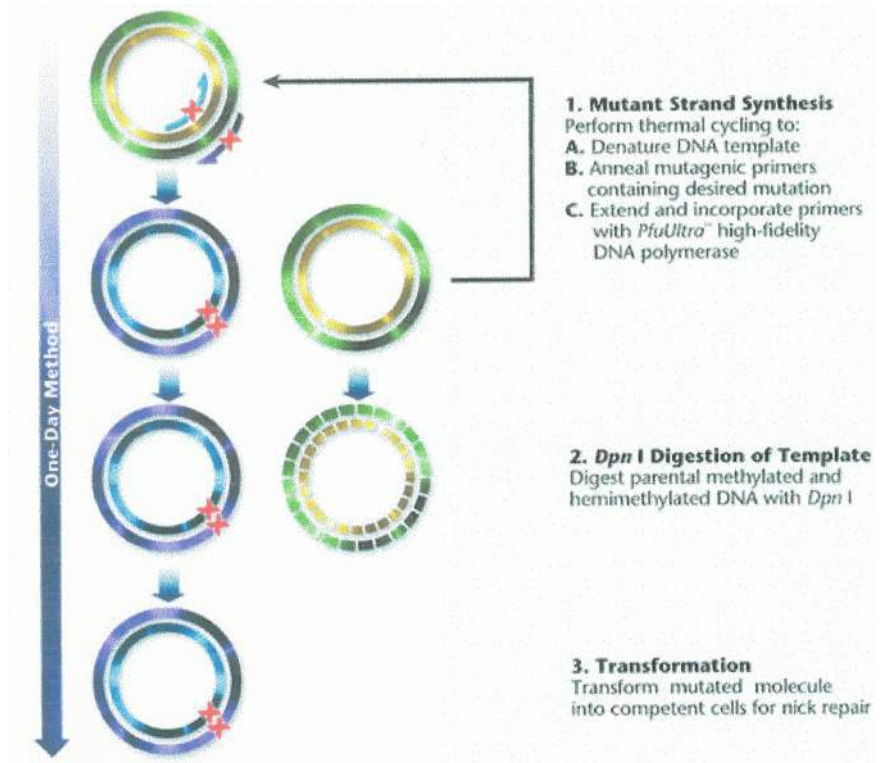 One-Day Method
1. Mutant Strand Synthesis
Perform thermal cycling to:
A. Denature DNA template
B. Anneal mutagenic primers
containing desired mutation
C. Extend and incorporate primers
with PfuUltra™ high-fidelity
DNA polymerase
2. Dpn I Digestion of Template
Digest parental methylated and
hemimethylated DNA with Dpn I
3. Transformation
Transform mutated molecule
into competent cells for nick repair